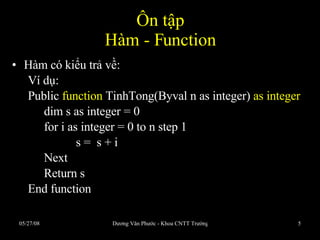 Ôn tập
Hàm - Function
• Hàm có kiểu trả về:
Ví dụ:
Public function TinhTong(Byval n as integer) as integer
dim s as integer = 0
for i as integer = 0 to n step 1
s = s + i
Next
Return s
End function
05/27/08 Dương Văn Phước - Khoa CNTT Trường 5